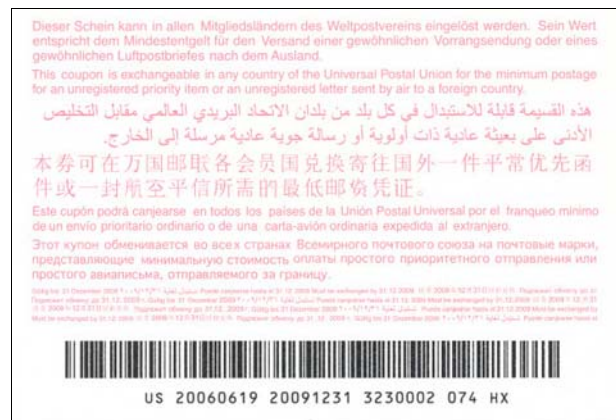 Dieser Schein kann in allen Mitgliedsländern des Weltpostvereins eingelöst werden. Sein Wert
entspricht dem Mindestentgelt für den Versand einer gewöhnlichen Vorrangsendung oder eines
gewöhnlichen Luftpostbriefes nach dem Ausland.
This coupon is exchangeable in any country of the Universal Postal Union for the minimum postage
for an unregistered priority item or an unregistered letter sent by air to a foreign country.
هذه القسيمة قابلة للاستبدال في كل بلد من بلدان الاتحاد البريدي العالمي مقابل التخليص
الأدنى على بعيثة عادية ذات أولوية أو رسالة جوية عادية مرسلة إلى الخارج.
本券可在万国邮联各会员国兑换寄往国外一件平常优先函
件或一封航空平信所需的最低邮资凭证。
Este cupón podrá canjearse en todos los países de la Unión Postal Universal por el franqueo mínimo
de un envío prioritario ordinario o de una carta-avión ordinaria expedida al extranjero.
Этот купон обменивается во всех странах Всемирного почтового союза на почтовые марки,
представляющие минимальную стоимость оплаты простого приоритетного отправления или
простого авиаписьма, отправляемого за границу.
US 20060619 20091231 3230002 074 HX